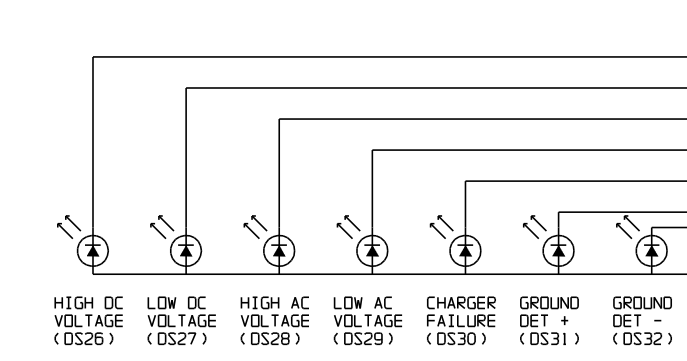 HIGH DC LOW DC HIGH AC LOW AC CHARGER GROUND GROUND
VOLTAGE VOLTAGE VOLTAGE VOLTAGE FAILURE DET + DET -
(DS26) (DS27) (DS28) (DS29) (DS30) (DS31) (DS32)